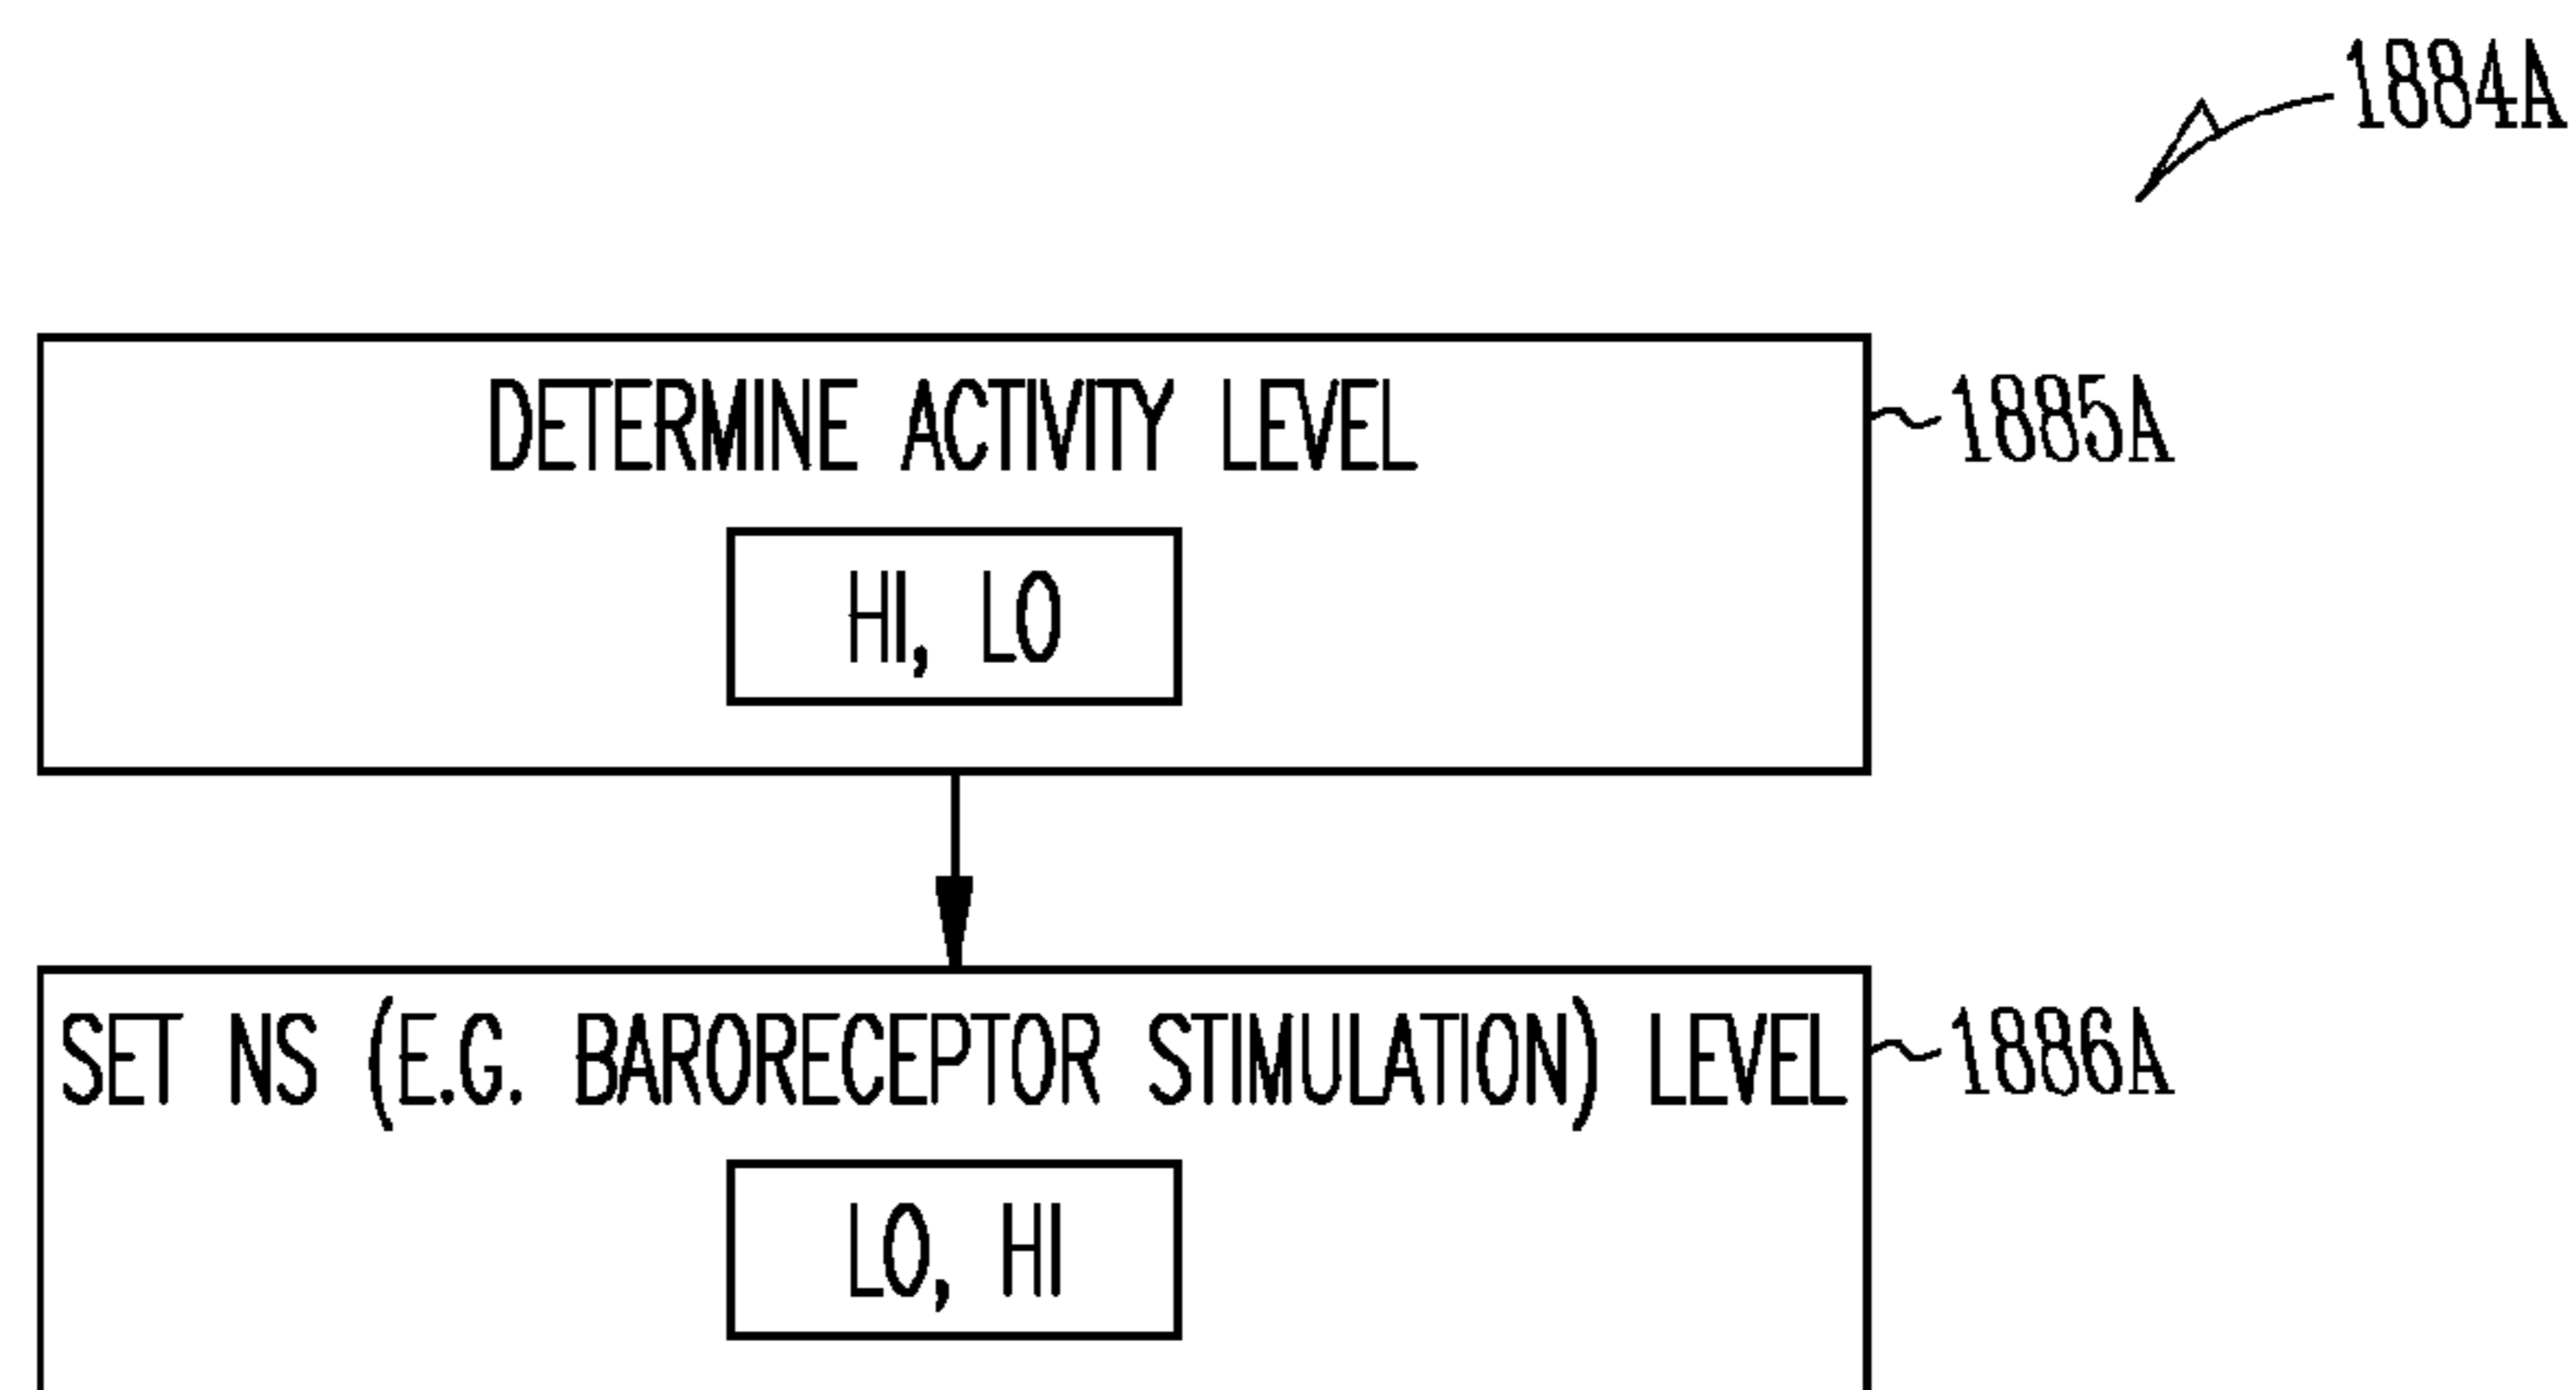 1884A
DETERMINE ACTIVITY LEVEL
1885A
HI, LO
SET NS (E.G. BARORECEPTOR STIMULATION) LEVEL
1886A
LO, HI